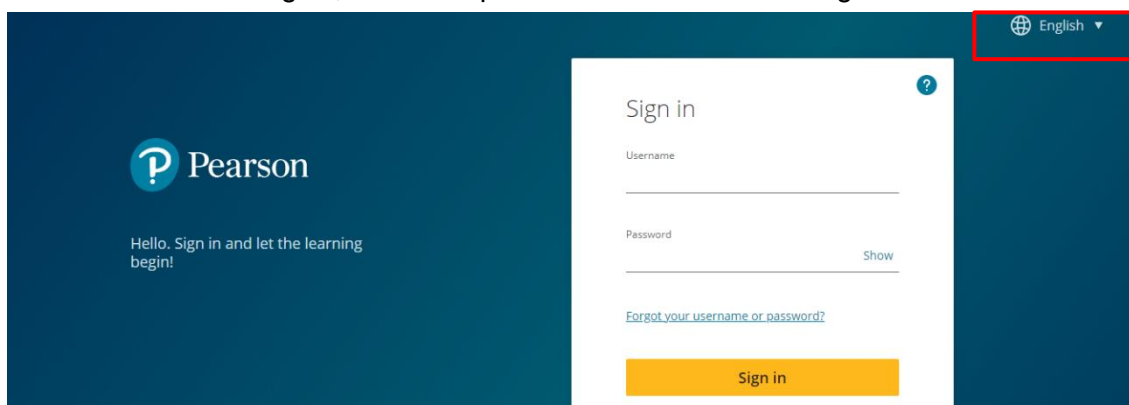 English ▼
?
Sign in
Username
Pearson
Password
Hello. Sign in and let the learning
begin!
Show
Forgot your username or password?
Sign in